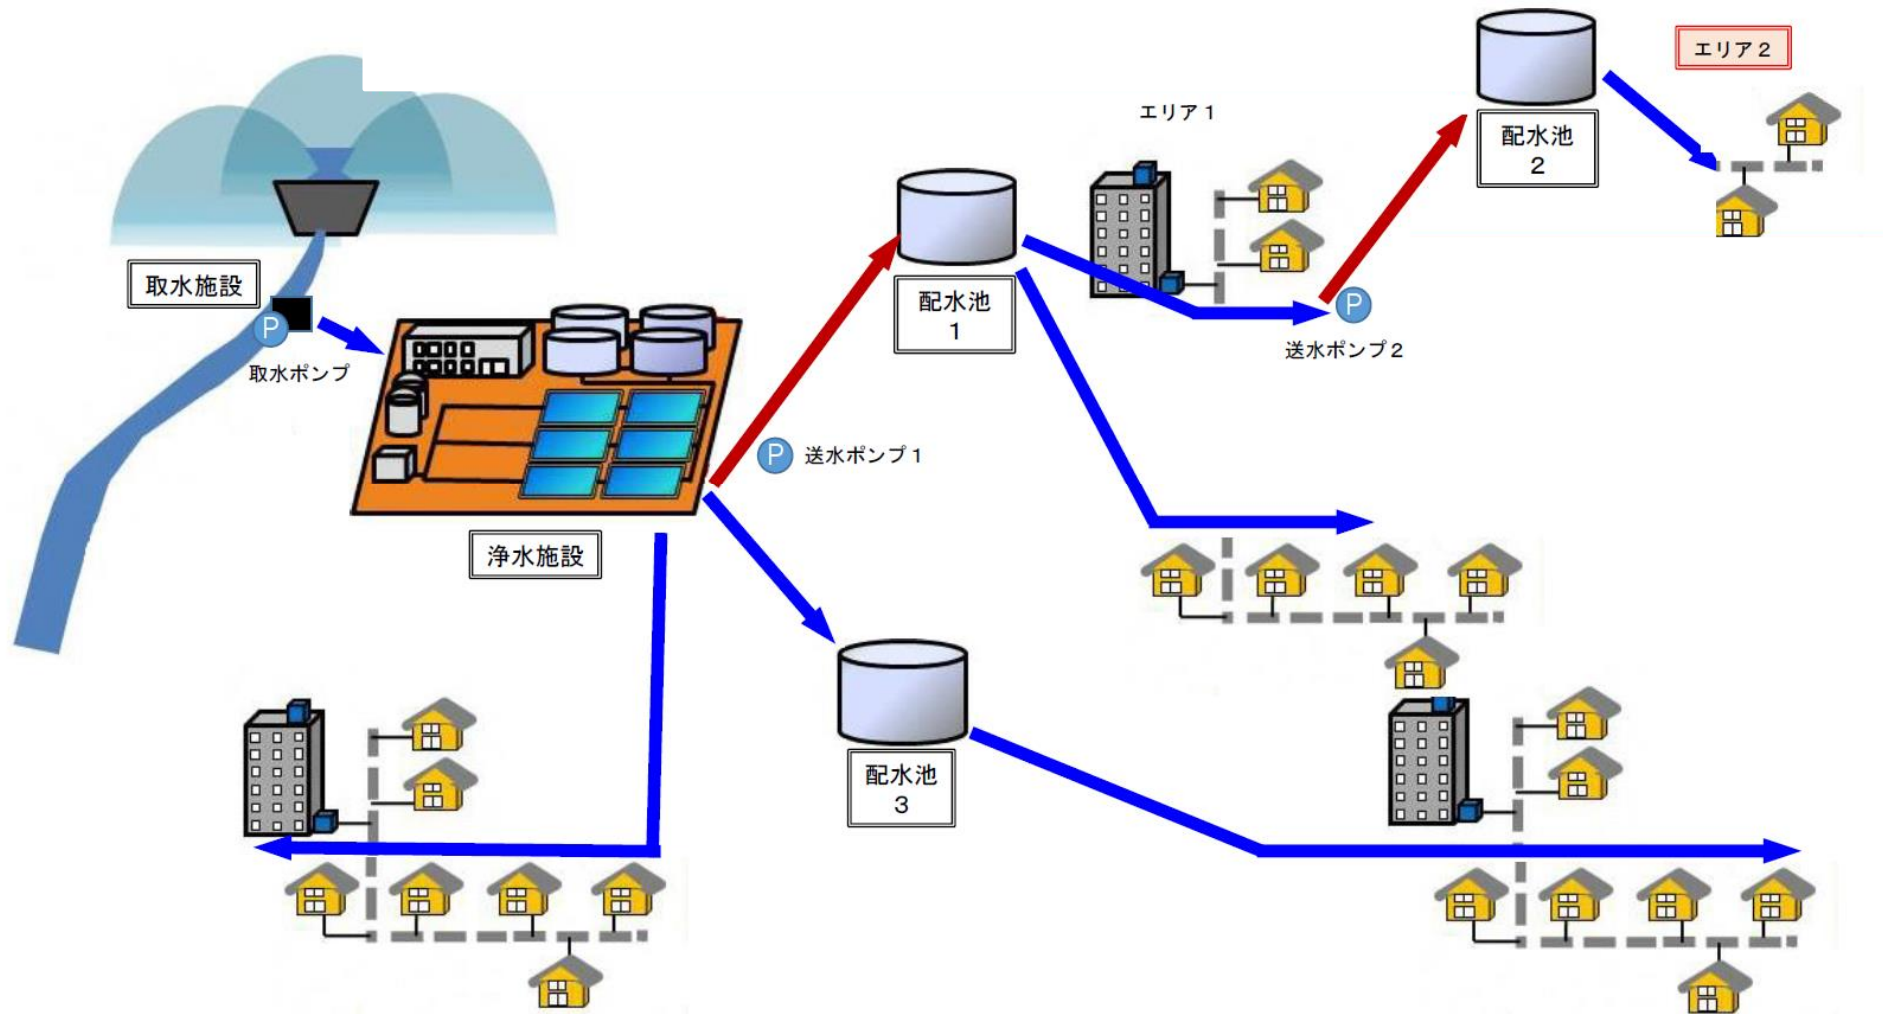 エリア2
エリア1
配水池
2
取水施設
P
取水ポンプ
配水池
1
P
送水ポンプ2
P
送水ポンプ1
浄水施設
配水池
3